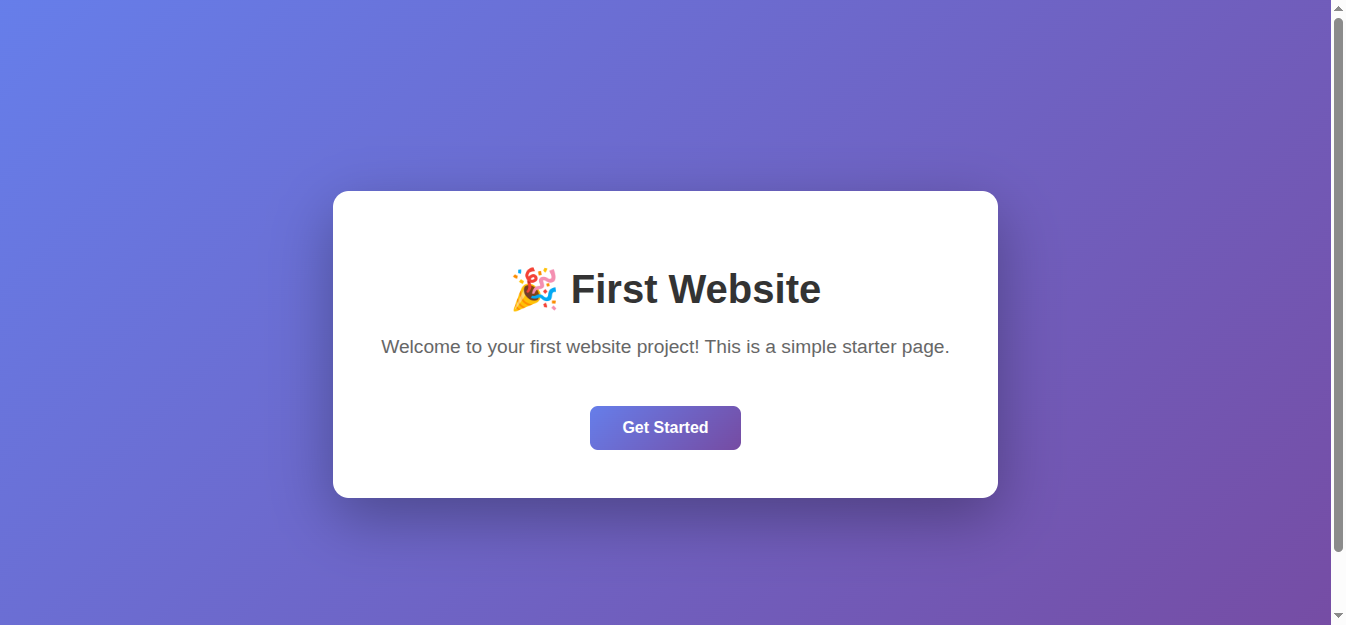 🎉 First Website
Welcome to your first website project! This is a simple starter page.
Get Started